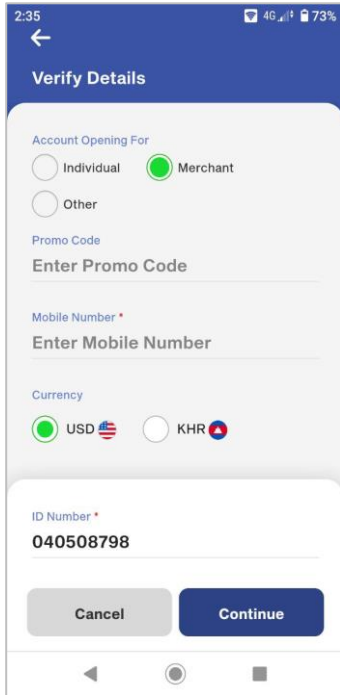 2:35 4G 73%
Verify Details
Account Opening For
Individual Merchant
Other
Promo Code
Enter Promo Code
Mobile Number *
Enter Mobile Number
Currency
USD KHR
ID Number *
040508798
Cancel Continue